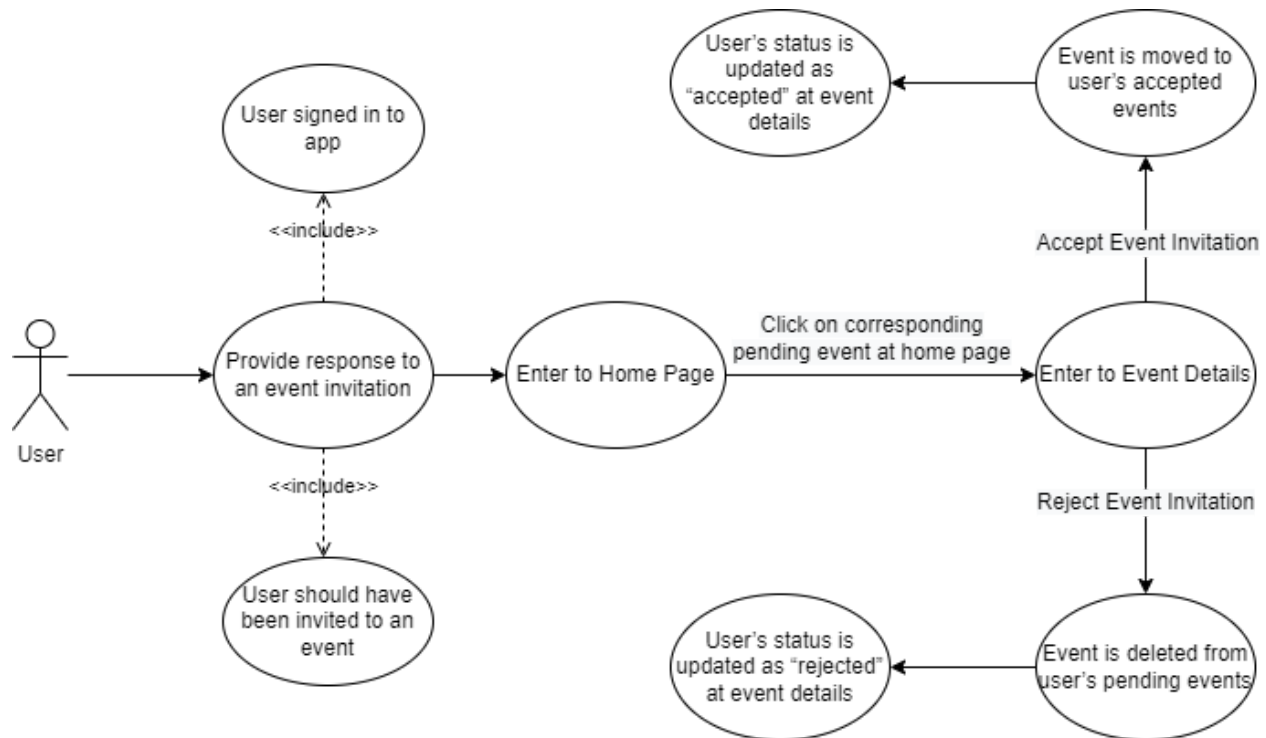 User's status is
updated as
“accepted” at event
details
Event is moved to
user's accepted
events
User signed in to
app
<<include>>
Accept Event Invitation
User
Provide response to
an event invitation
Enter to Home Page
Click on corresponding
pending event at home page
Enter to Event Details
<<include>>
Reject Event Invitation
User should have
been invited to an
event
User's status is
updated as “rejected”
at event details
Event is deleted from
user's pending events